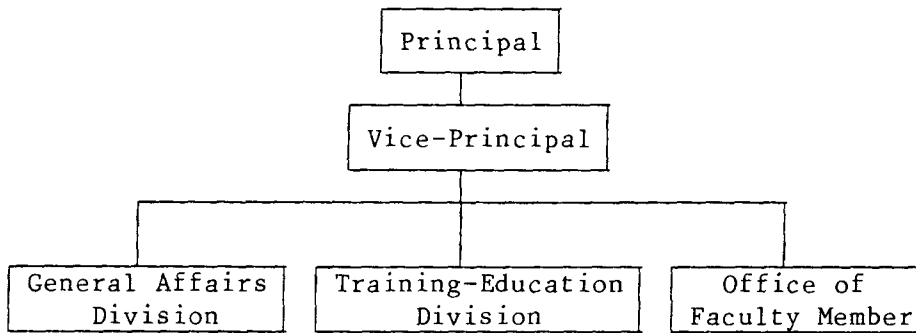 Principal
Vice-Principal
General Affairs
Division
Training-Education
Division
Office of
Faculty Member